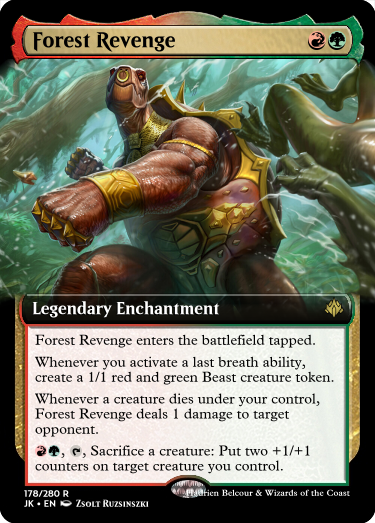 Forest Revenge
Legendary Enchantment
Forest Revenge enters the battlefield tapped.
Whenever you activate a last breath ability,
create a 1/1 red and green Beast creature token.
Whenever a creature dies under your control,
Forest Revenge deals 1 damage to target
opponent.
, , Sacrifice a creature: Put two +1/+1
counters on target creature you control.
178/280 R
JK • EN ZSOLT RUZSINSZKI
Belcour & Wizards of the Coast